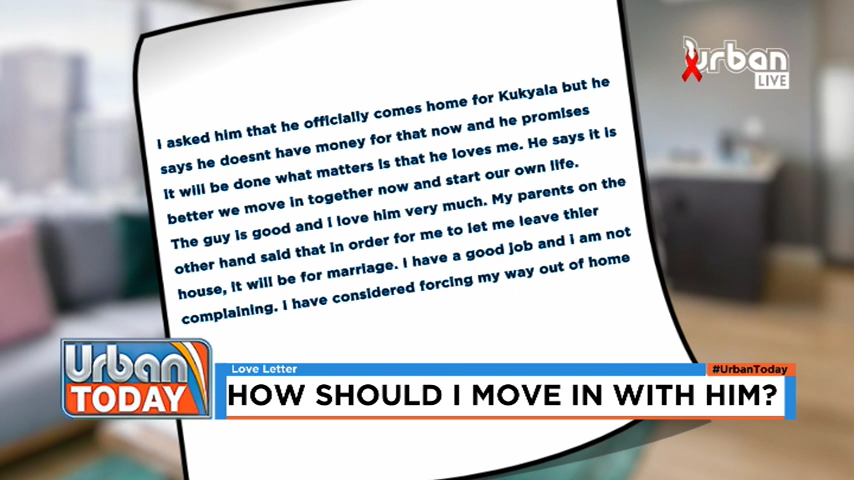 urban
LIVE
I asked him that he officially comes home for Kukyala but he
says he doesnt have money for that now and he promises
it will be done what matters is that he loves me. He says it is
better we move in together now and start our own life.
The guy is good and i love him very much. My parents on the
other hand said that in order for me to let me leave thier
house, it will be for marriage. I have a good job and i am not
complaining. I have considered forcing my way out of home
Urban
TODAY
Love Letter
#UrbanToday
HOW SHOULD I MOVE IN WITH HIM?